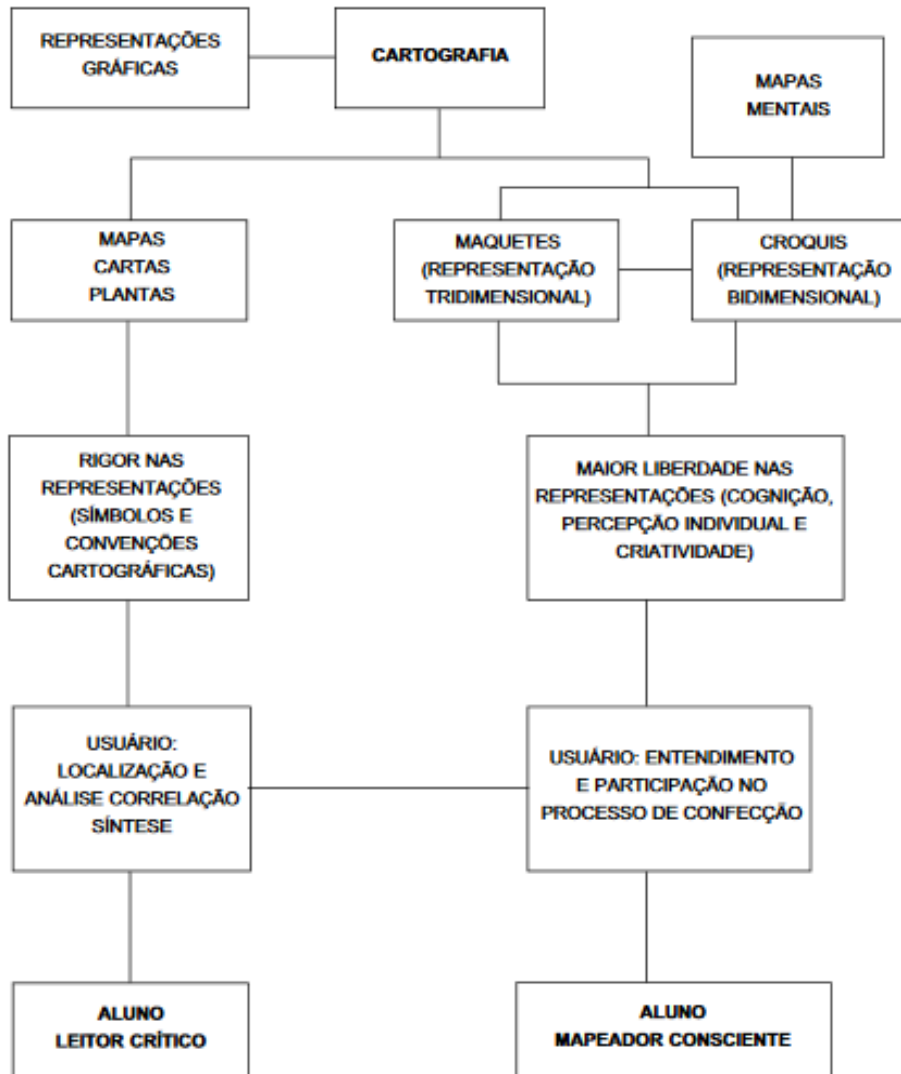 REPRESENTAÇÕES
GRÁFICAS
CARTOGRAFIA
MAPAS
MENTAIS
MAPAS
CARTAS
PLANTAS
MAQUETES
(REPRESENTAÇÃO
TRIDIMENSIONAL)
CROQUIS
(REPRESENTAÇÃO
BIDIMENSIONAL)
RIGOR NAS
REPRESENTAÇÕES
(SÍMBOLOS E
CONVENÇÕES
CARTOGRÁFICAS)
MAIOR LIBERDADE NAS
REPRESENTAÇÕES (COGNIÇÃO,
PERCEPÇÃO INDIVIDUAL E
CRIATIVIDADE)
USUÁRIO:
LOCALIZAÇÃO E
ANÁLISE CORRELAÇÃO
SÍNTESE
USUÁRIO: ENTENDIMENTO
E PARTICIPAÇÃO NO
PROCESSO DE CONFECÇÃO
ALUNO
LEITOR CRÍTICO
ALUNO
MAPEADOR CONSCIENTE